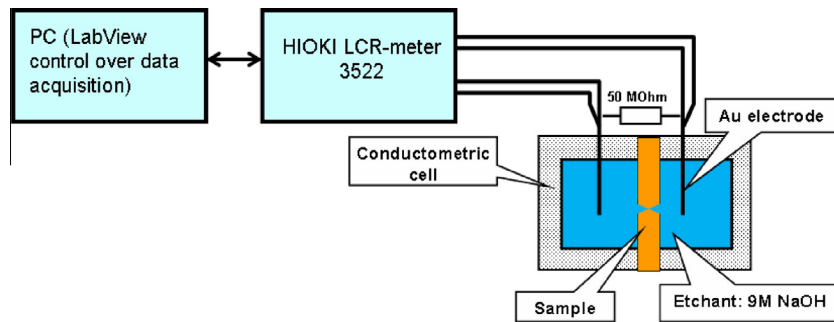 PC (LabView
control over data
acquisition)
HIOKI LCR-meter
3522
50 MOhm
Au electrode
Conductometric
cell
Sample
Etchant: 9M NaOH